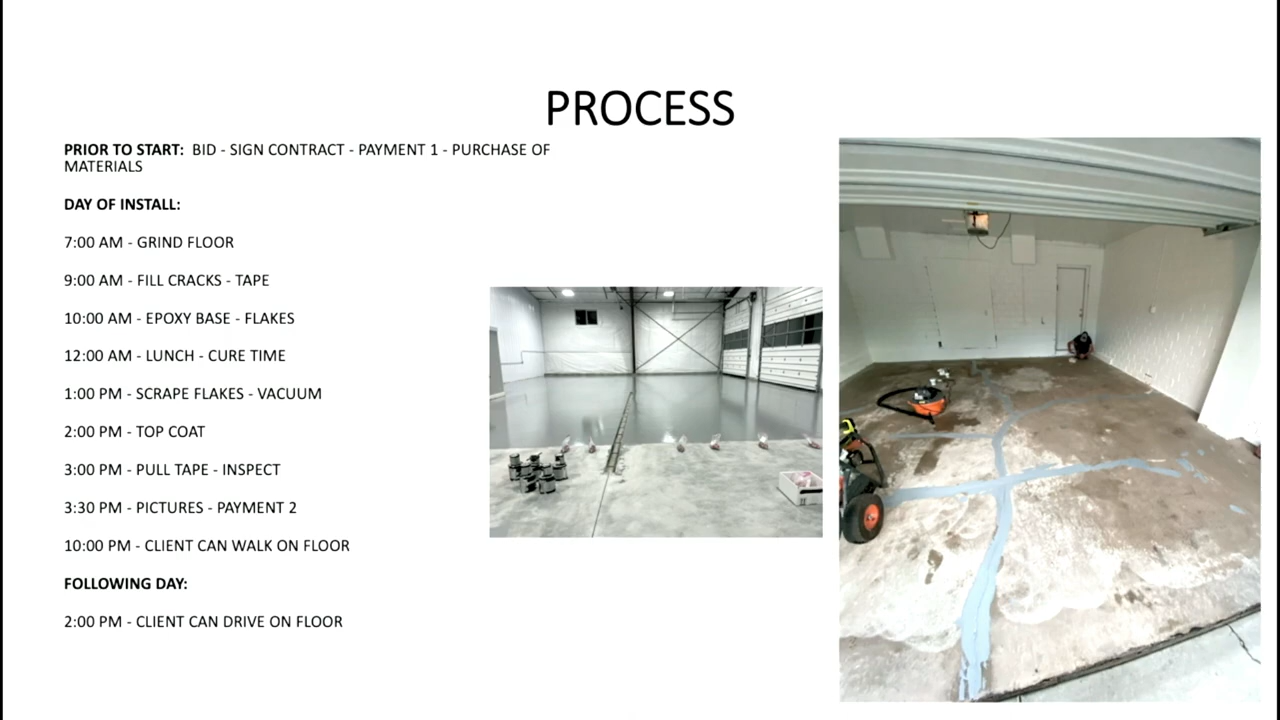 PROCESS
PRIOR TO START: BID - SIGN CONTRACT - PAYMENT 1 - PURCHASE OF
MATERIALS
DAY OF INSTALL:
7:00 AM - GRIND FLOOR
9:00 AM - FILL CRACKS - TAPE
10:00 AM - EPOXY BASE - FLAKES
12:00 AM - LUNCH - CURE TIME
1:00 PM - SCRAPE FLAKES - VACUUM
2:00 PM - TOP COAT
3:00 PM - PULL TAPE - INSPECT
3:30 PM - PICTURES - PAYMENT 2
10:00 PM - CLIENT CAN WALK ON FLOOR
FOLLOWING DAY:
2:00 PM - CLIENT CAN DRIVE ON FLOOR